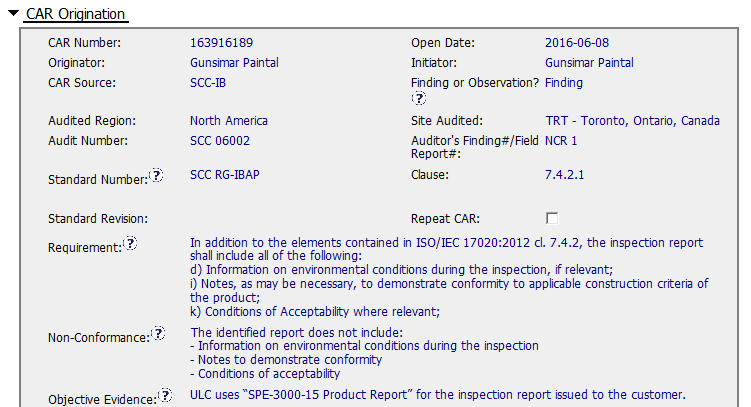 CAR Origination
CAR Number: 163916189 Open Date: 2016-06-08
Originator: Gunsimar Paintal Initiator: Gunsimar Paintal
CAR Source: SCC-IB Finding or Observation? Finding
?
Audited Region: North America Site Audited: TRT - Toronto, Ontario, Canada
Audit Number: SCC 06002 Auditor's Finding#/Field NCR 1
Report#:
Standard Number: ? SCC RG-IBAP Clause: 7.4.2.1
Standard Revision: Repeat CAR:
Requirement: ? In addition to the elements contained in ISO/IEC 17020:2012 cl. 7.4.2, the inspection report
shall include all of the following:
d) Information on environmental conditions during the inspection, if relevant;
i) Notes, as may be necessary, to demonstrate conformity to applicable construction criteria of
the product;
k) Conditions of Acceptability where relevant;
Non-Conformance: ? The identified report does not include:
- Information on environmental conditions during the inspection
- Notes to demonstrate conformity
- Conditions of acceptability
Objective Evidence: ? ULC uses “SPE-3000-15 Product Report” for the inspection report issued to the customer.